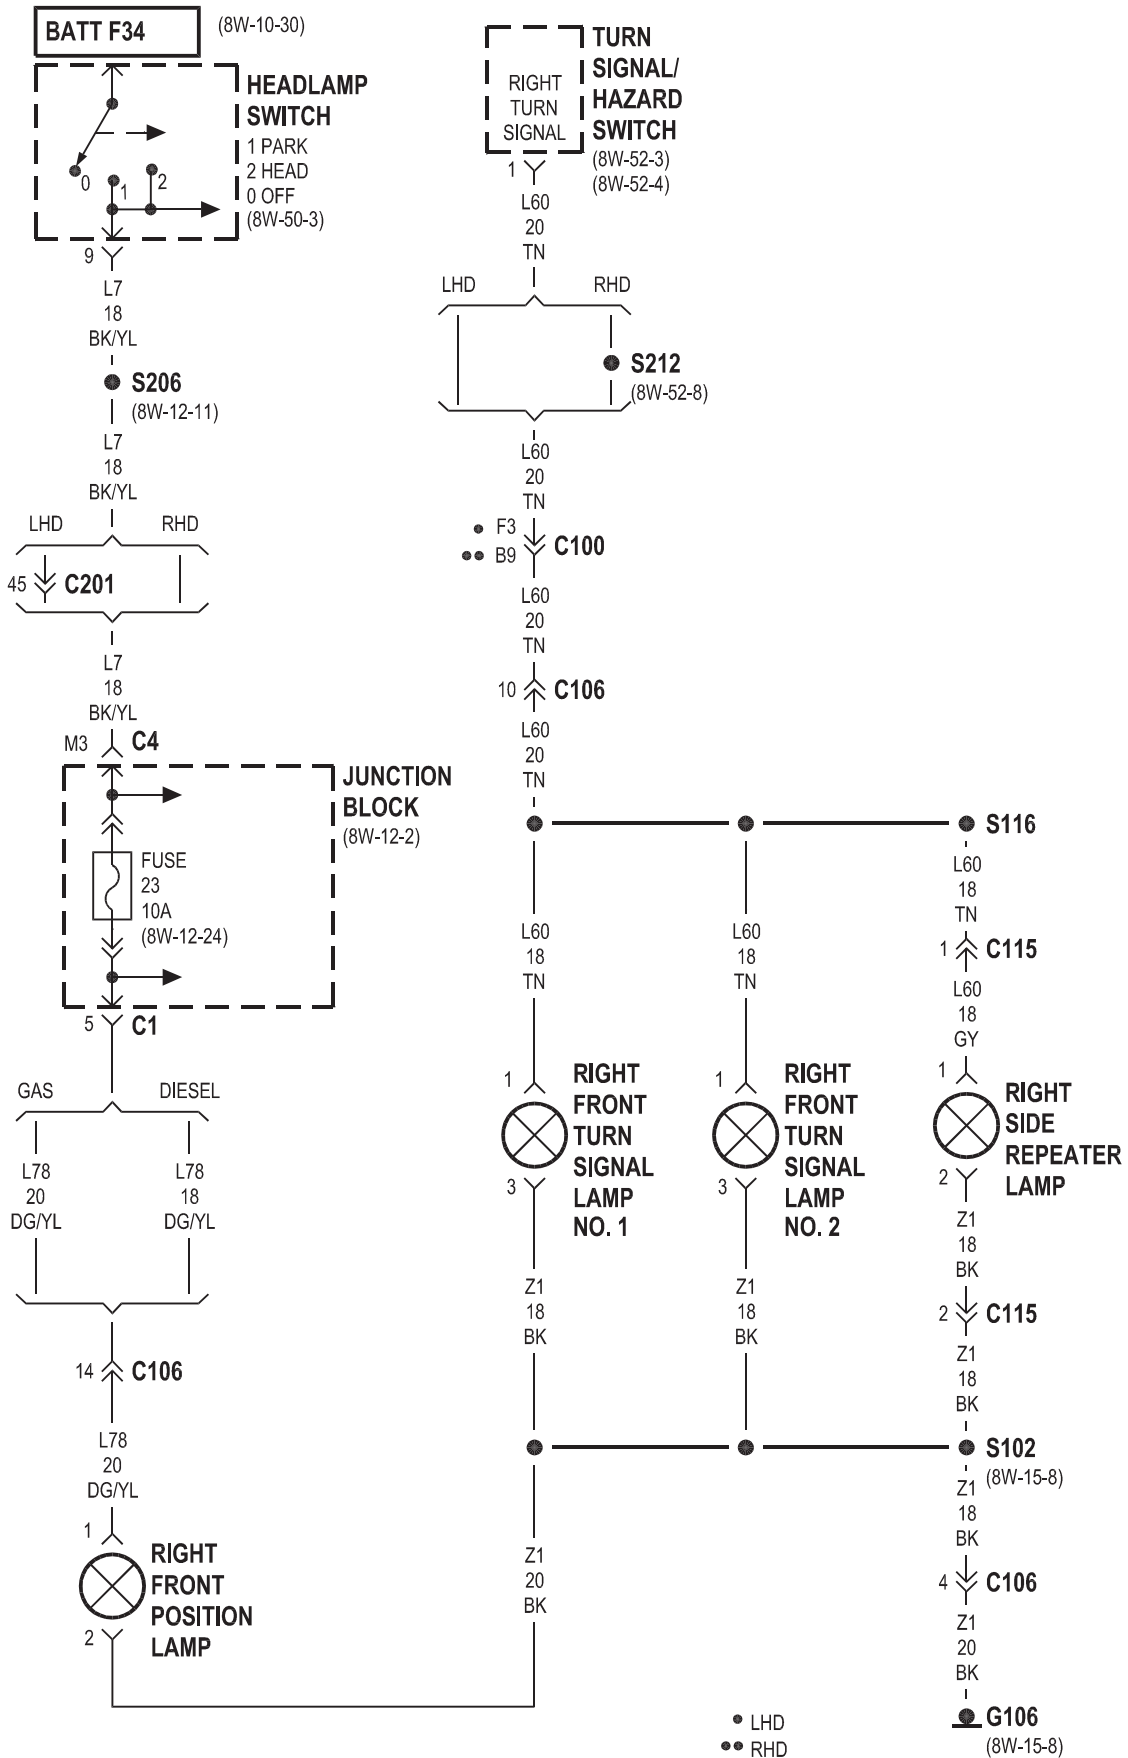 BATT F34
(8W-10-30)
HEADLAMP
SWITCH
1 PARK
2 HEAD
0 OFF
(8W-50-3)
0
1
2
9
L7
18
BK/YL
S206
(8W-12-11)
L7
18
BK/YL
LHD
RHD
45
C201
L7
18
BK/YL
M3
C4
JUNCTION
BLOCK
(8W-12-2)
FUSE
23
10A
(8W-12-24)
5
C1
GAS
DIESEL
L78
20
DG/YL
L78
18
DG/YL
14
C106
L78
20
DG/YL
1
RIGHT
FRONT
POSITION
LAMP
2
RIGHT
TURN
SIGNAL
TURN
SIGNAL/
HAZARD
SWITCH
(8W-52-3)
(8W-52-4)
1
L60
20
TN
LHD
RHD
S212
(8W-52-8)
L60
20
TN
F3
B9
C100
L60
20
TN
10
C106
L60
20
TN
S116
L60
18
TN
1
RIGHT
FRONT
TURN
SIGNAL
LAMP
NO. 1
3
Z1
18
BK
Z1
20
BK
L60
18
TN
1
RIGHT
FRONT
TURN
SIGNAL
LAMP
NO. 2
3
Z1
18
BK
L60
18
TN
1
C115
L60
18
GY
1
RIGHT
SIDE
REPEATER
LAMP
2
Z1
18
BK
2
C115
Z1
18
BK
S102
(8W-15-8)
Z1
18
BK
4
C106
Z1
20
BK
G106
(8W-15-8)
LHD
RHD